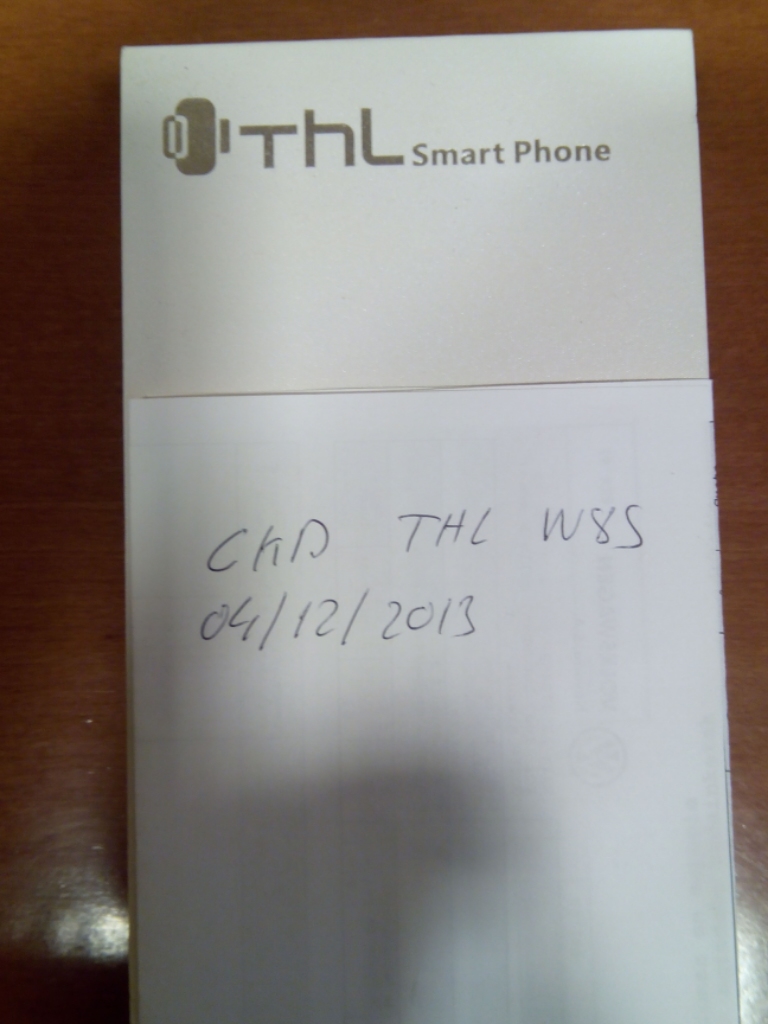 THL Smart Phone
CKD THL W8S
04/12/2013